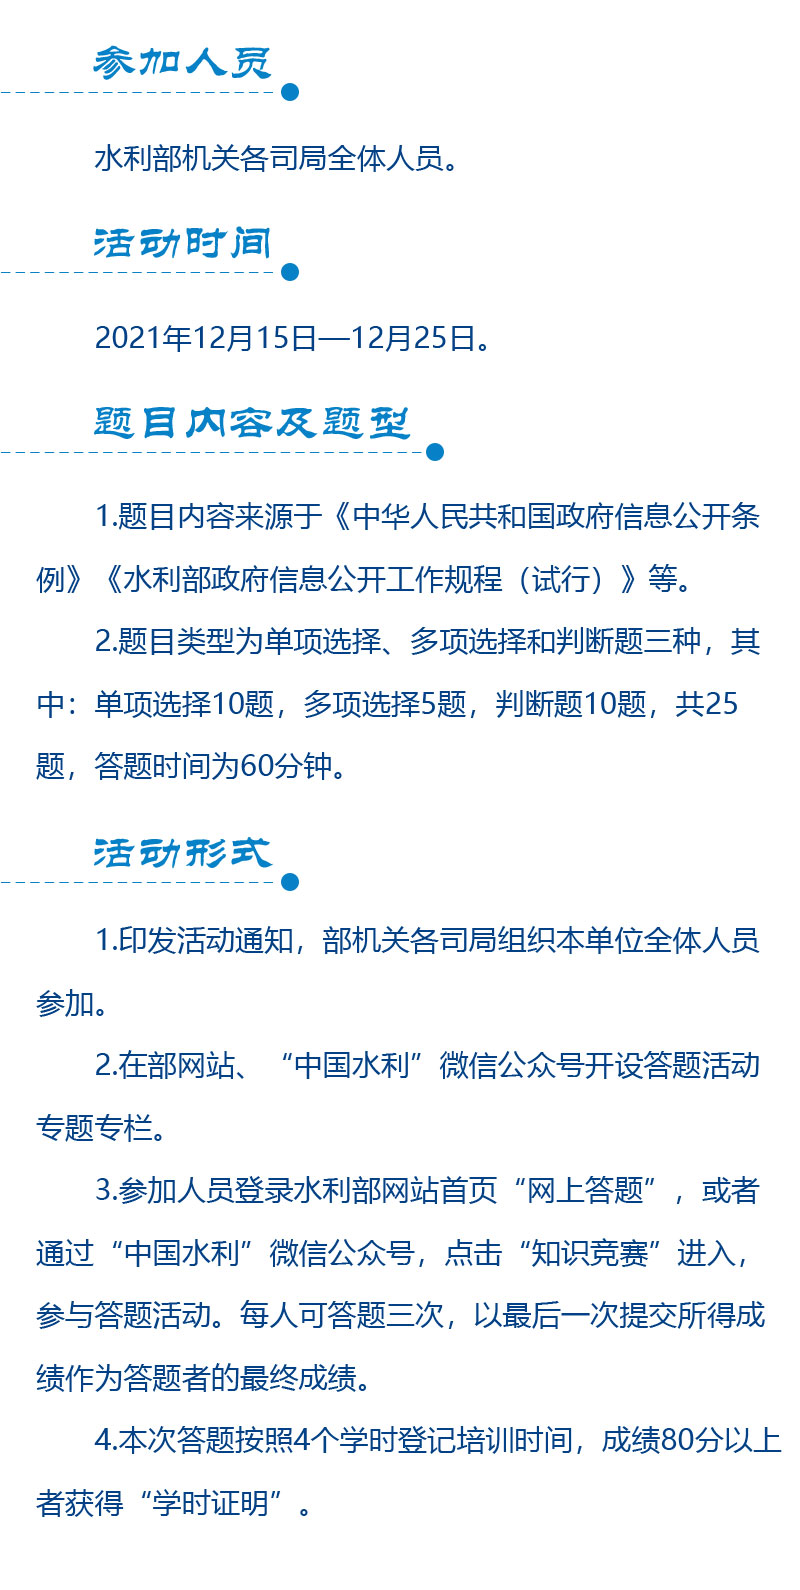 参加人员
水利部机关各司局全体人员。
活动时间
2021年12月15日—12月25日。
题目内容及题型
1.题目内容来源于《中华人民共和国政府信息公开条
例》《水利部政府信息公开工作规程（试行）》等。
2.题目类型为单项选择、多项选择和判断题三种，其
中：单项选择10题，多项选择5题，判断题10题，共25
题，答题时间为60分钟。
活动形式
1.印发活动通知，部机关各司局组织本单位全体人员
参加。
2.在部网站、“中国水利”微信公众号开设答题活动
专题专栏。
3.参加人员登录水利部网站首页“网上答题”，或者
通过“中国水利”微信公众号，点击“知识竞赛”进入，
参与答题活动。每人可答题三次，以最后一次提交所得成
绩作为答题者的最终成绩。
4.本次答题按照4个学时登记培训时间，成绩80分以上
者获得“学时证明”。